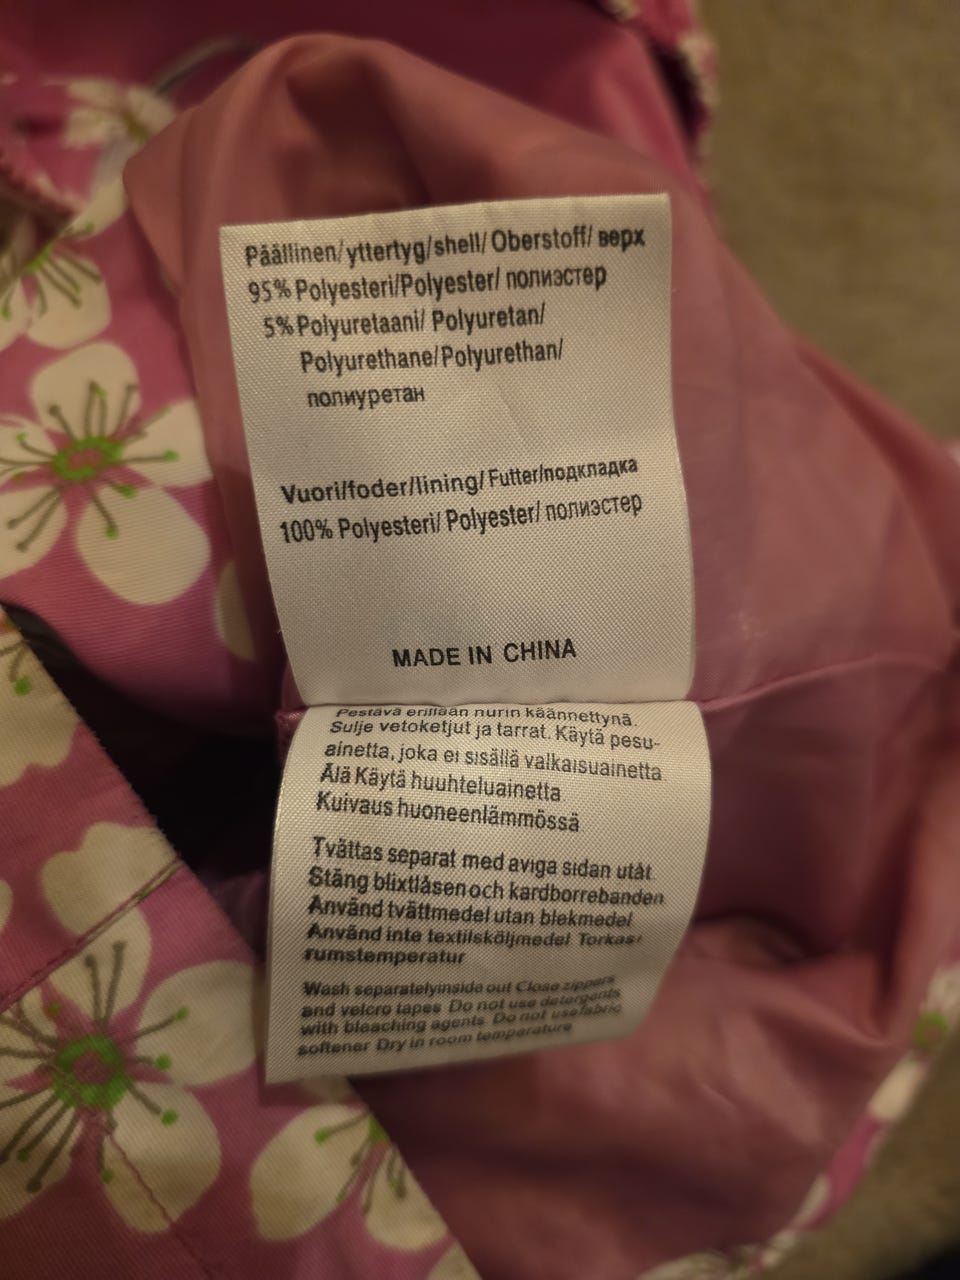 Päällinen/yttertyg/shell/Oberstoff/верх
95% Polyesteri/Polyester/ полиэстер
5% Polyuretaani/ Polyuretan/
Polyurethane/Polyurethan/
полиуретан
Vuori/foder/lining/Futter/подкладка
100% Polyesteri/ Polyester/ полиэстер
MADE IN CHINA
Pestävä erillään nurin käännettynä.
Sulje vetoketjut ja tarrat. Käytä pesu-
ainetta, joka ei sisällä valkaisuainetta
Älä Käytä huuhteluainetta
Kuivaus huoneenlämmössä
Tvättas separat med aviga sidan utåt
Stäng blixtlåsen och kardborrebanden
Använd tvättmedel utan blekmedel
Använd inte textilsköljmedel Torkas i
rumstemperatur
Wash separatelyinside out Close zippers
and velcro tapes Do not use detergents
with bleaching agents Do not usefabric
softener Dry in room temperature